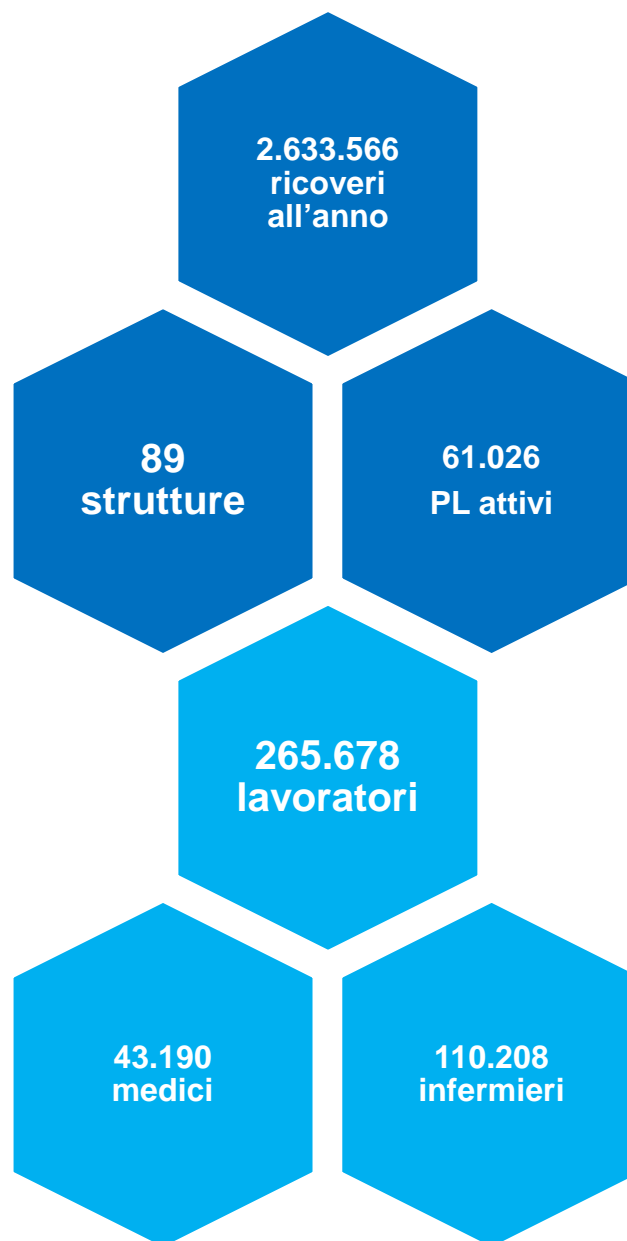 2.633.566
ricoveri
all’anno
89
strutture
61.026
PL attivi
265.678
lavoratori
43.190
medici
110.208
infermieri